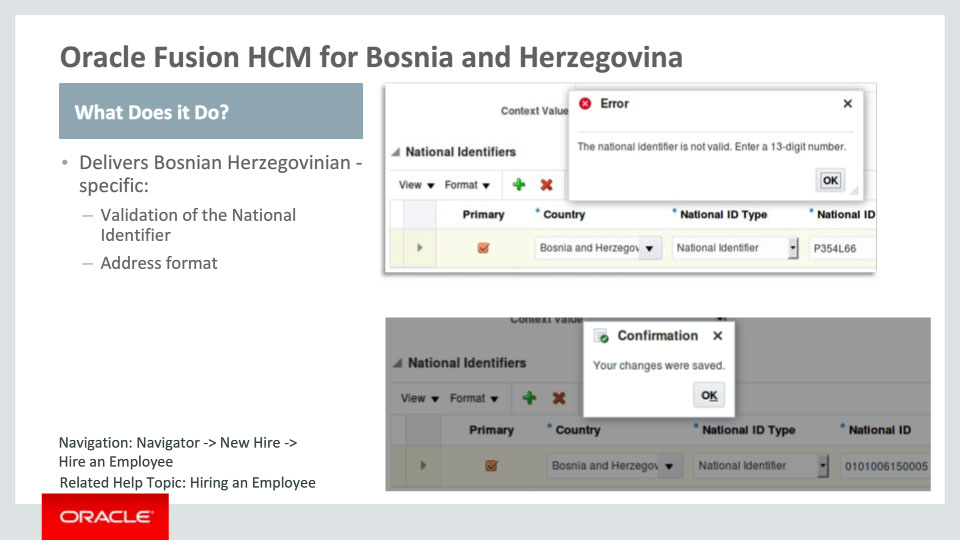 Oracle Fusion HCM for Bosnia and Herzegovina
What Does it Do?
• Delivers Bosnian Herzegovinian -
specific:
– Validation of the National
Identifier
– Address format
Navigation: Navigator -> New Hire ->
Hire an Employee
Related Help Topic: Hiring an Employee
ORACLE
Context Value
Error
The national identifier is not valid. Enter a 13-digit number.
OK
National Identifiers
View Format
Primary * Country * National ID Type * National ID
Bosnia and Herzegov National Identifier P354L66
Context Value
Confirmation
Your changes were saved.
OK
National Identifiers
View Format
Primary * Country * National ID Type * National ID
Bosnia and Herzegov National Identifier 0101006150005